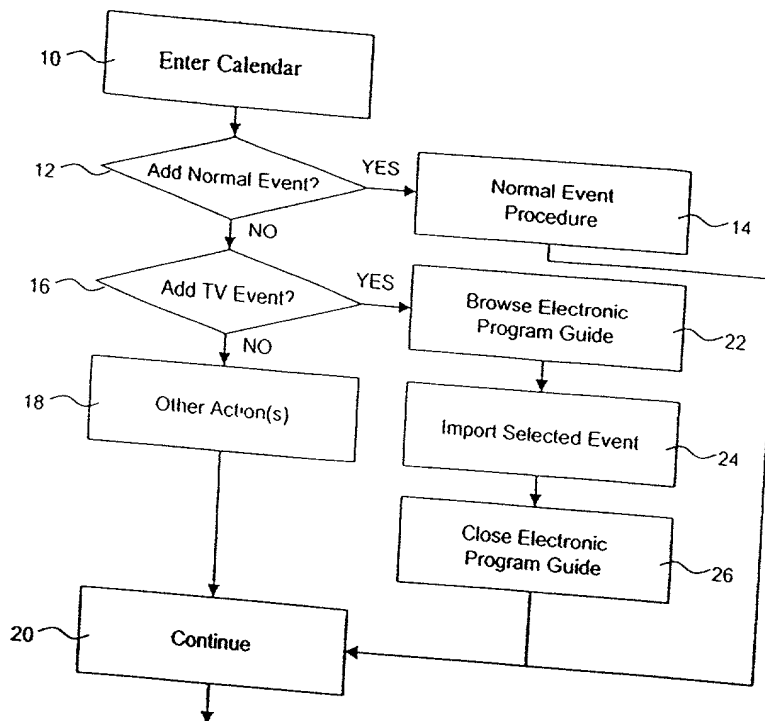 10
Enter Calendar
12
Add Normal Event?
YES
Normal Event
Procedure
14
NO
16
Add TV Event?
YES
Browse Electronic
Program Guide
22
NO
18
Other Action(s)
Import Selected Event
24
Close Electronic
Program Guide
26
20
Continue